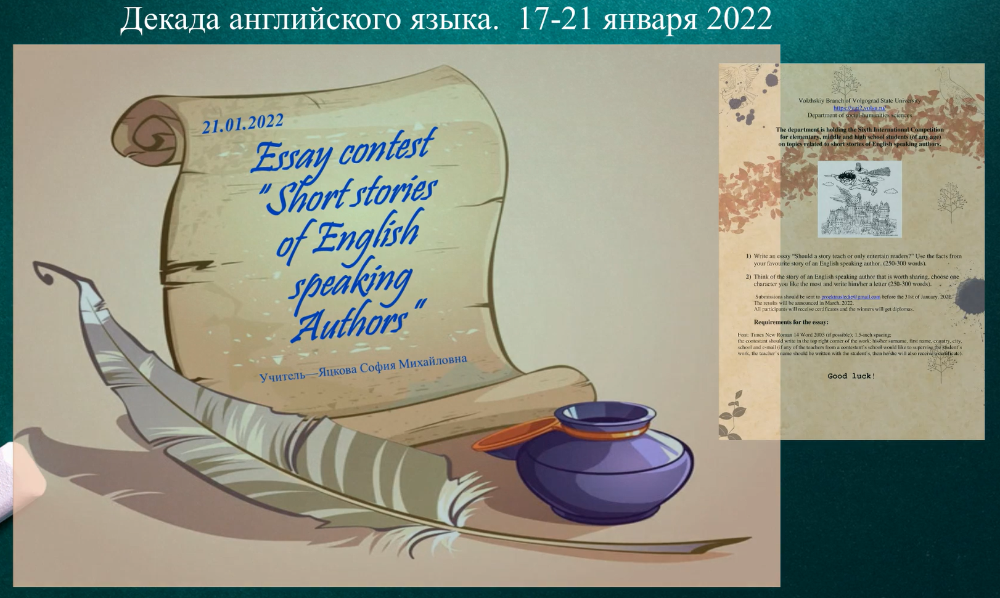 Декада английского языка. 17-21 января 2022
21.01.2022
Essay contest
"Short stories
of English
speaking
Authors"
Учитель—Яцкова София Михайловна
Volzhskiy Branch of Volgograd State University
https://vgi2.volsu.ru/
Department of social-humanities sciences
The department is holding the Sixth International Competition
for elementary, middle and high school students (of any age)
on topics related to short stories of English speaking authors.
1) Write an essay “Should a story teach or only entertain readers?” Use the facts from
your favourite story of an English speaking author. (250-300 words).
2) Think of the story of an English speaking author that is worth sharing, choose one
character you like the most and write him/her a letter (250-300 words).
Submissions should be sent to proektnasledie@gmail.com before the 31st of January, 2022.
The results will be announced in March, 2022.
All participants will receive certificates and the winners will get diplomas.
Requirements for the essay:
Font: Times New Roman 14 Word 2003 (if possible); 1.5-inch spacing;
the contestant should write in the top right corner of the work: his/her surname, first name, country, city,
school and e-mail (if any of the teachers from a contestant’s school would like to supervise the student’s
work, the teacher’s name should be written with the student’s, then he/she will also receive a certificate).
Good luck!